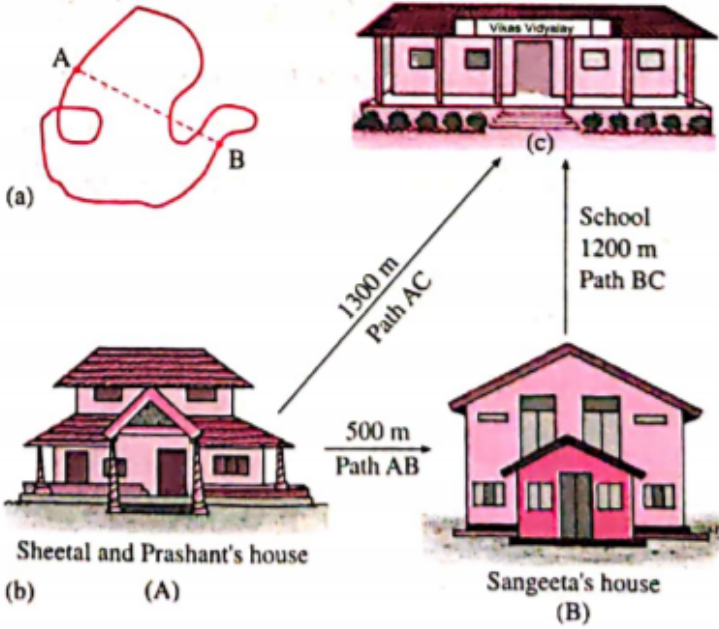 A
B
(a)
Vikas Vidyalay
(c)
School
1200 m
Path BC
1300 m
Path AC
500 m
Path AB
Sheetal and Prashant's house
(b)
(A)
Sangeeta's house
(B)